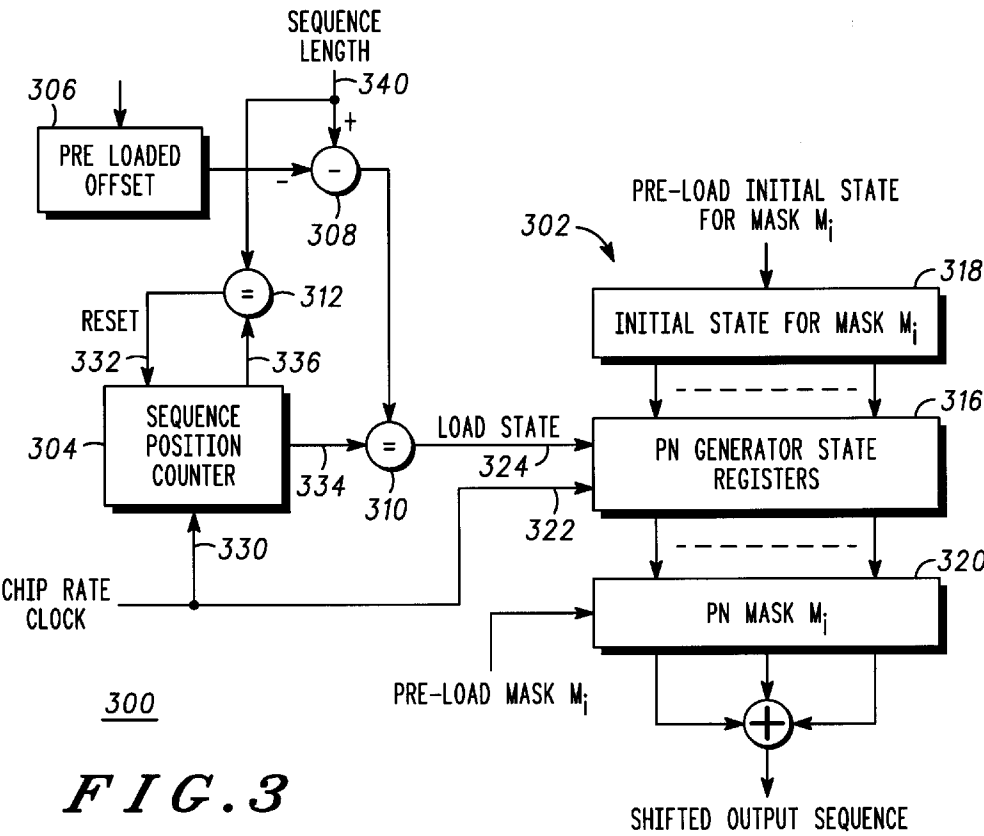 SEQUENCE
LENGTH
340
306
PRE LOADED
OFFSET
+
-
-
308
PRE-LOAD INITIAL STATE
FOR MASK Mi
302
318
INITIAL STATE FOR MASK Mi
=
312
RESET
332
336
316
304
SEQUENCE
POSITION
COUNTER
334
=
310
LOAD STATE
324
PN GENERATOR STATE
REGISTERS
322
330
320
CHIP RATE
CLOCK
PN MASK Mi
PRE-LOAD MASK Mi
300
+
FIG.3
SHIFTED OUTPUT SEQUENCE